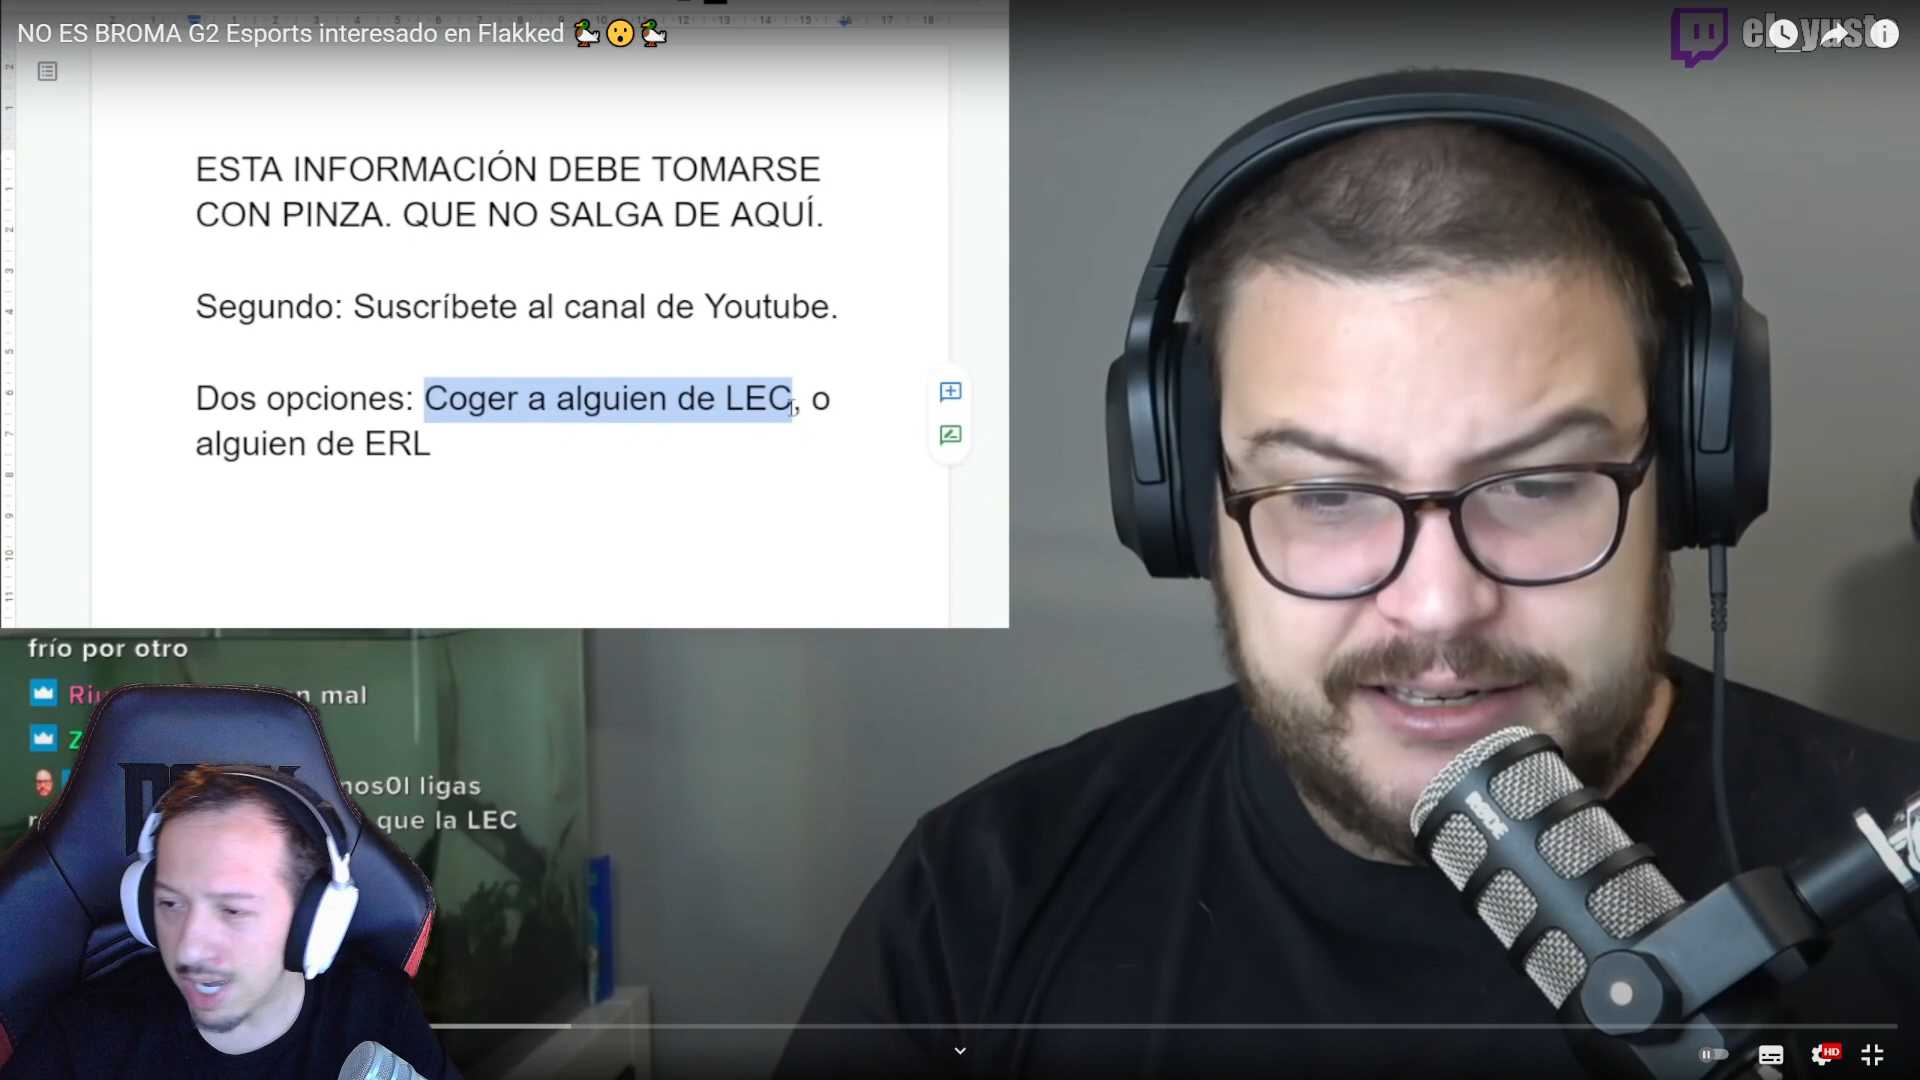 NO ES BROMA G2 Esports interesado en Flakked 🦆😮🦆
ESTA INFORMACIÓN DEBE TOMARSE
CON PINZA. QUE NO SALGA DE AQUÍ.
Segundo: Suscríbete al canal de Youtube.
Dos opciones: Coger a alguien de LEC, o
alguien de ERL
frío por otro
mal
ligas
que la LEC
RODE
HD